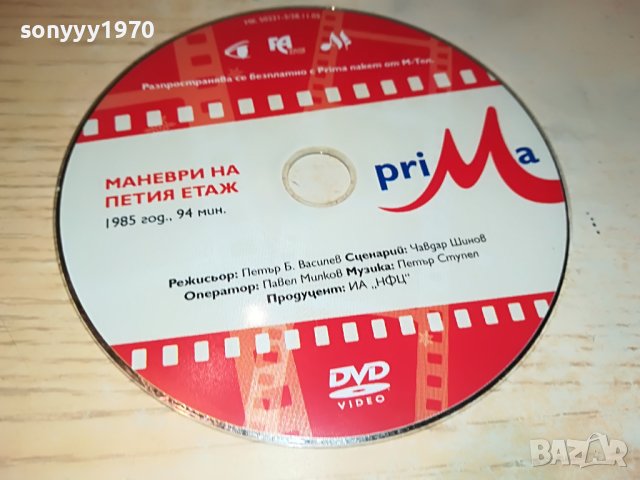 sonyyy1970
Разпространява се безплатно с Prima пакет от М-Тел.
МАНЕВРИ НА
ПЕТИЯ ЕТАЖ
1985 год., 94 мин.
priMa
Режисьор: Петър Б. Василев Сценарий: Чавдар Шинов
Оператор: Павел Милков Музика: Петър Ступел
Продуцент: ИА „НФЦ"
DVD
VIDEO
BAZAR